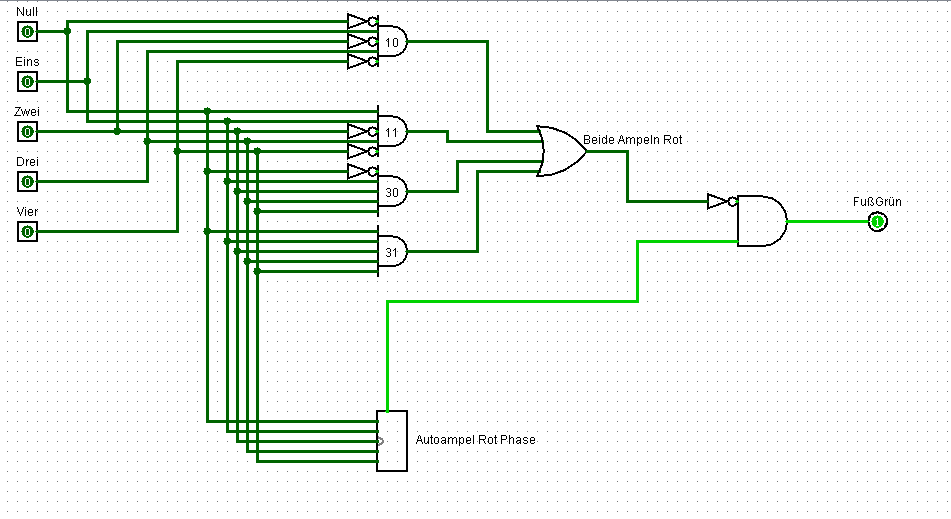 Null
0
10
Eins
0
Zwei
0
11
Beide Ampeln Rot
Drei
0
30
Vier
0
FußGrün
1
31
Autoampel Rot Phase